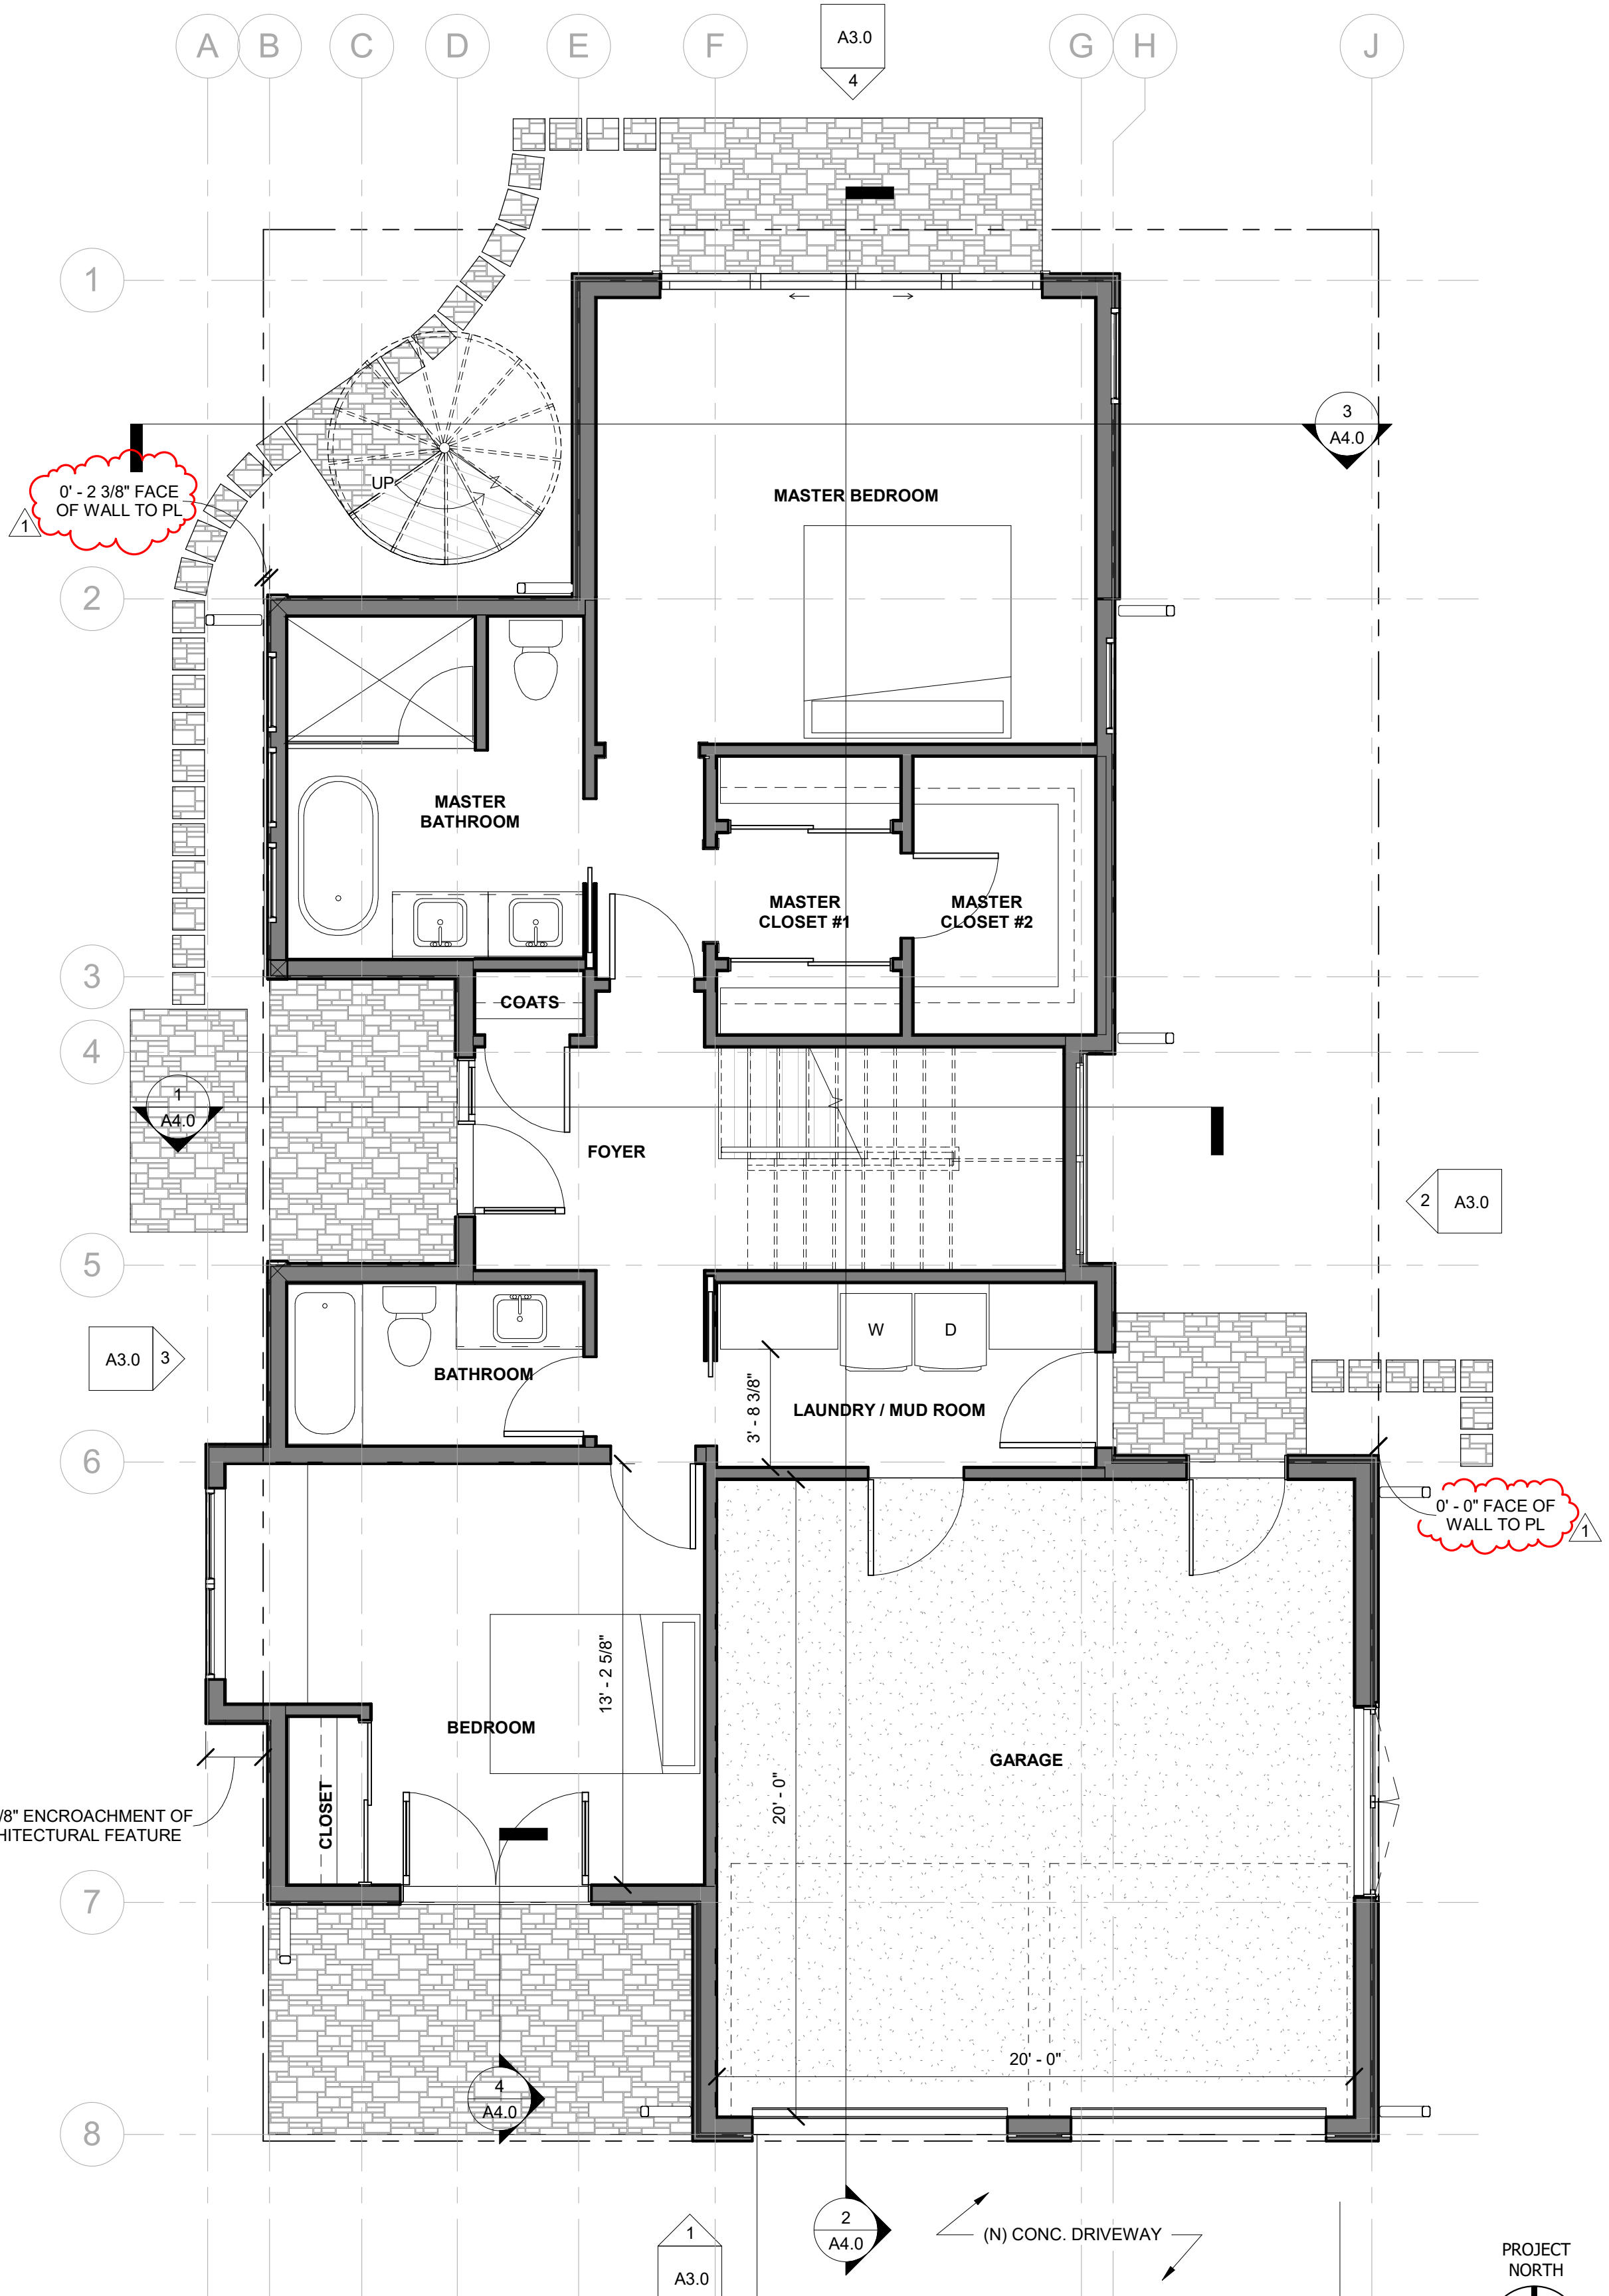 A B C D E F G H J
A3.0
4
1
3
A4.0
0' - 2 3/8" FACE
OF WALL TO PL
1
UP
MASTER BEDROOM
2
MASTER
BATHROOM
MASTER
CLOSET #1
MASTER
CLOSET #2
3
COATS
4
1
A4.0
FOYER
2 A3.0
5
W D
A3.0 3
BATHROOM
3' - 8 3/8"
LAUNDRY / MUD ROOM
6
0' - 0" FACE OF
WALL TO PL
1
13' - 2 5/8"
BEDROOM
GARAGE
20' - 0"
CLOSET
/8" ENCROACHMENT OF
HITECTURAL FEATURE
7
20' - 0"
4
A4.0
8
1
A3.0
2
A4.0
(N) CONC. DRIVEWAY
PROJECT
NORTH